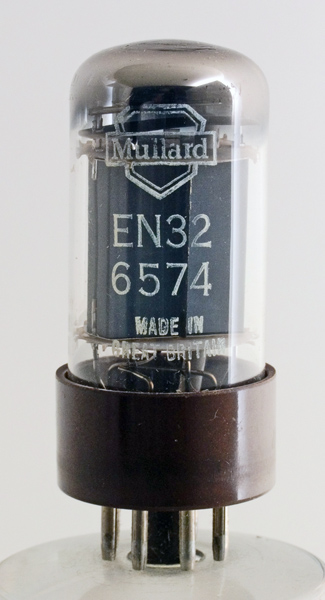 Mullard
EN32
6574
MADE IN
GREAT BRITAIN